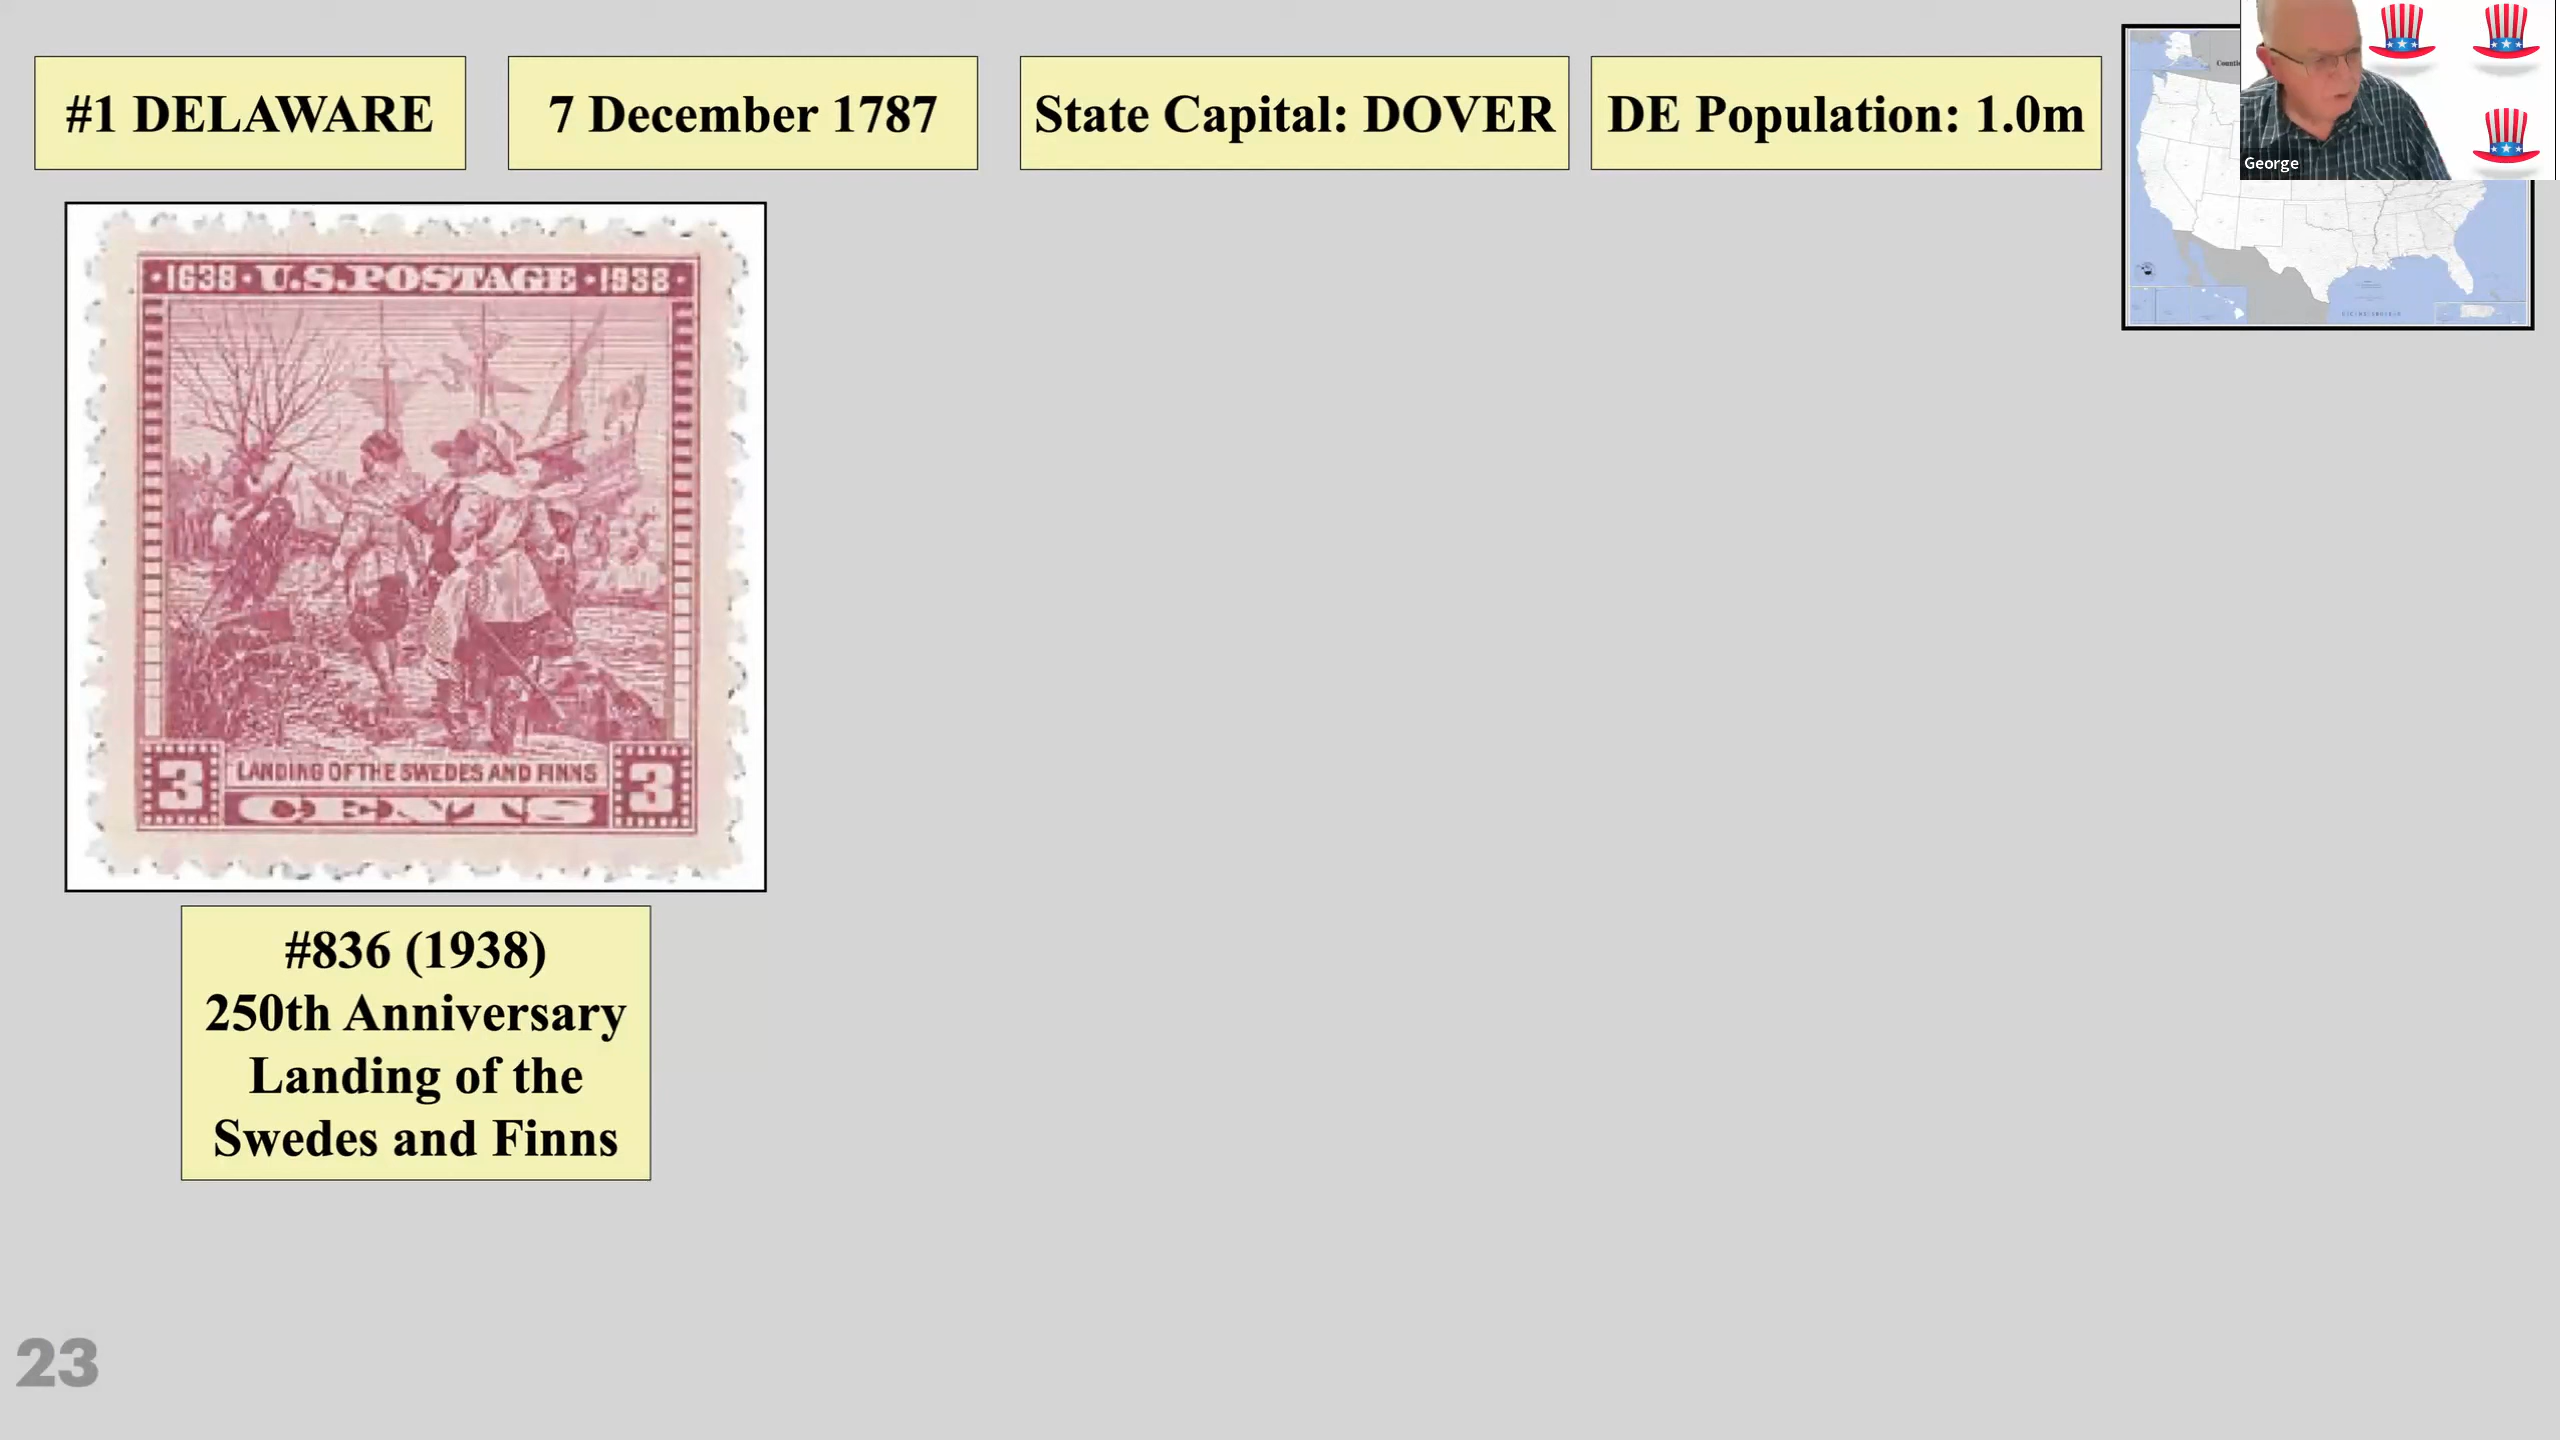 #1 DELAWARE
7 December 1787
State Capital: DOVER
DE Population: 1.0m
George
·1638·U.S.POSTAGE·1938·
LANDING OF THE SWEDES AND FINNS
3 CENTS 3
#836 (1938)
250th Anniversary
Landing of the
Swedes and Finns
23